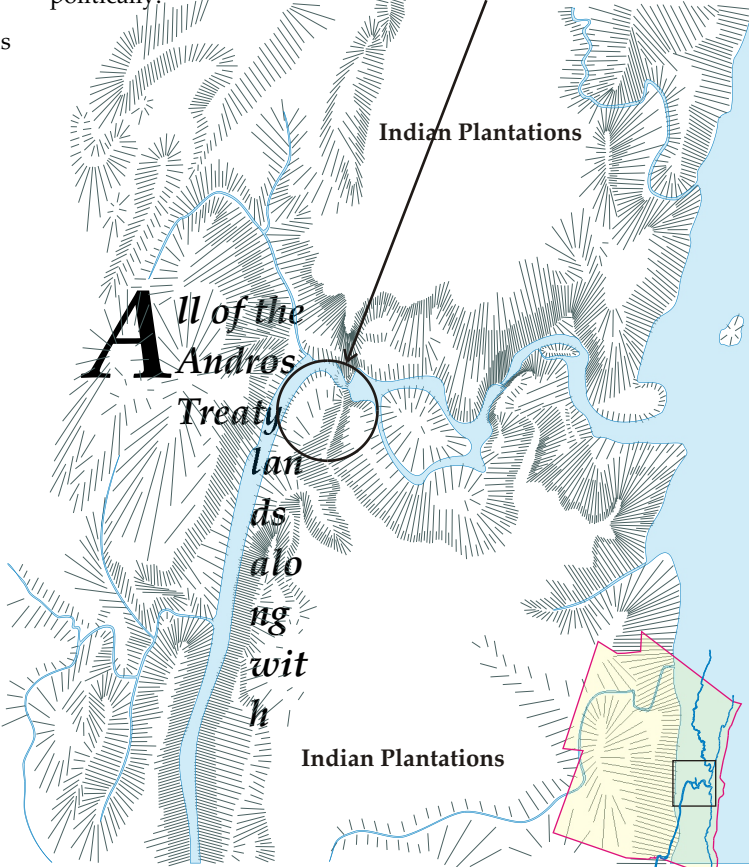 politically.
s
Indian Plantations
All of the
Andros
Treaty
lan
ds
alo
ng
wit
h
Indian Plantations